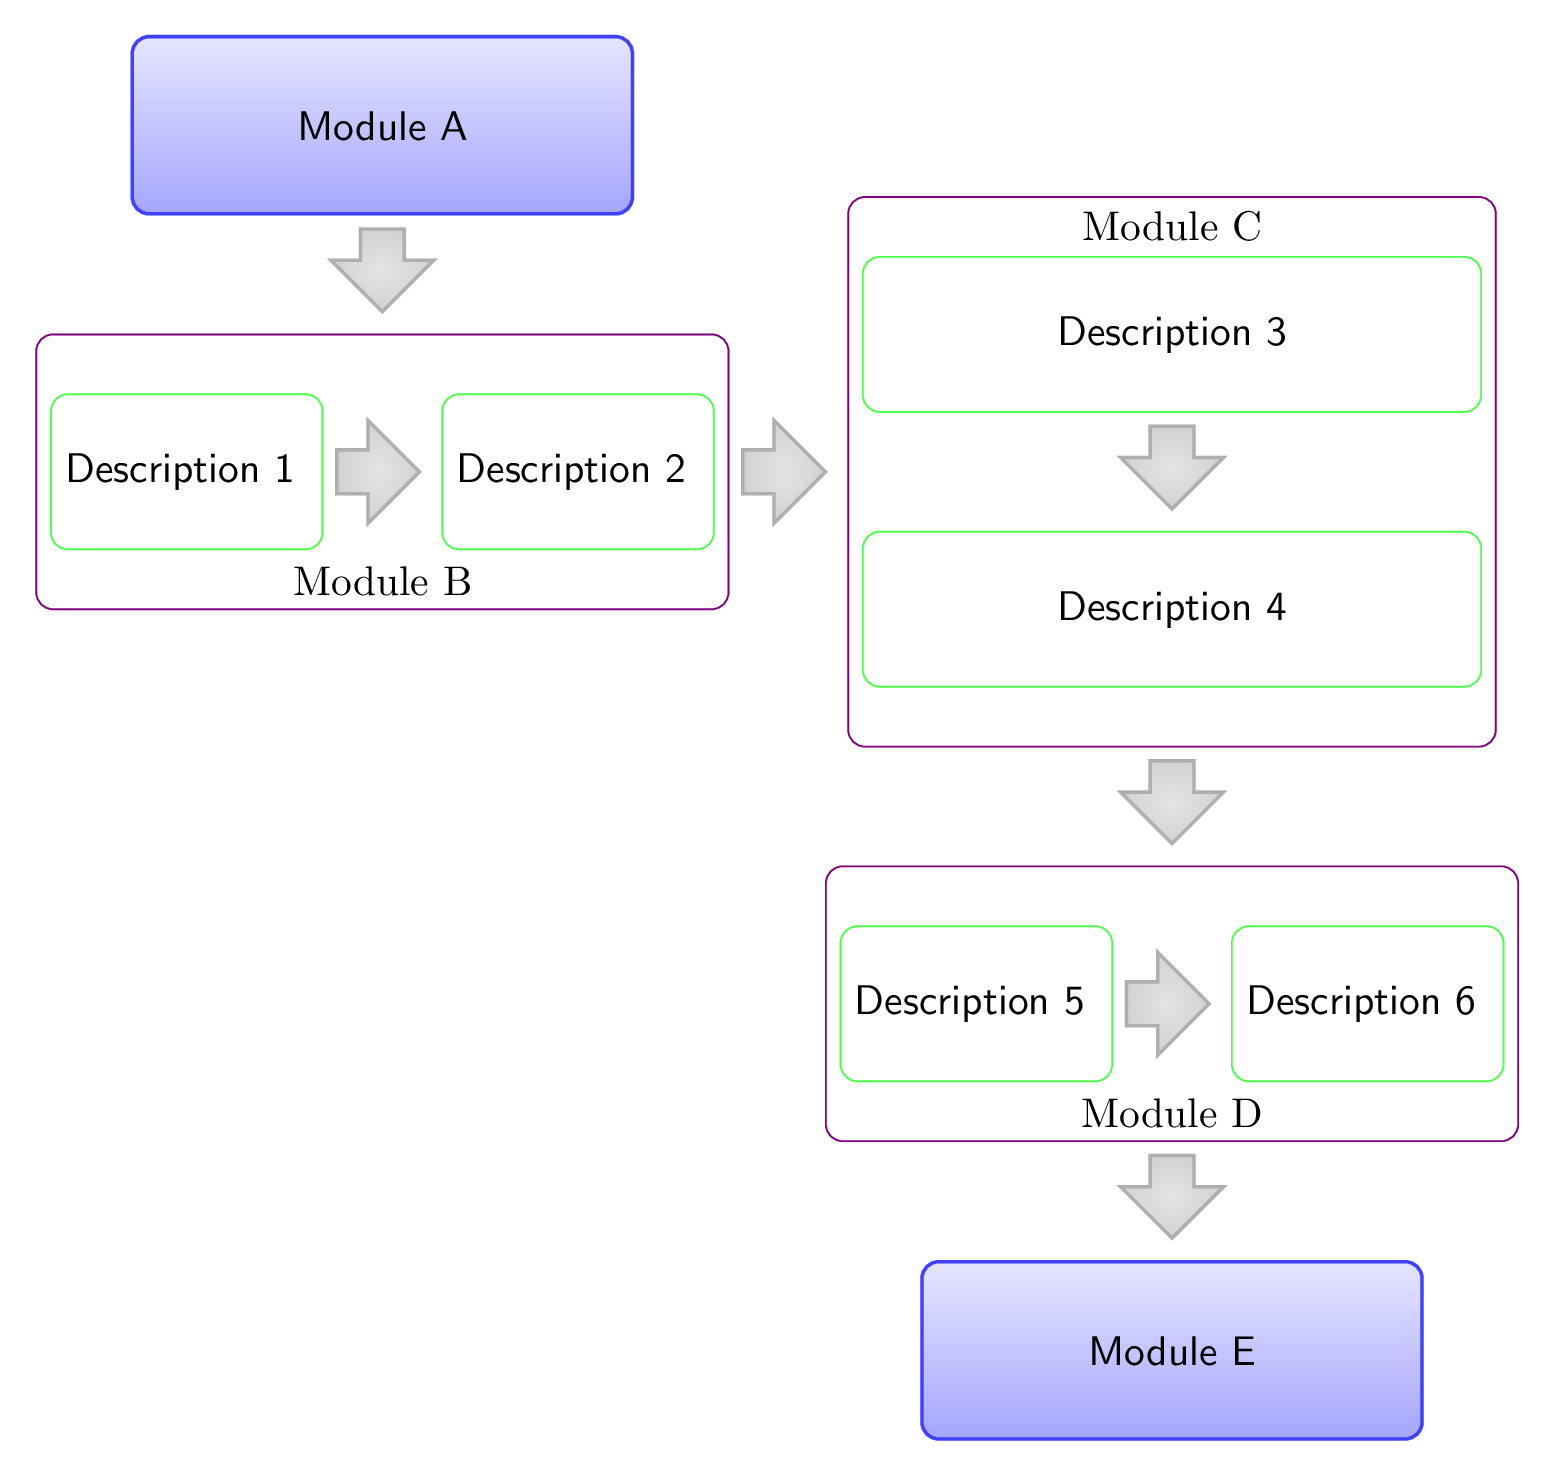 Module A
Description 1
Description 2
Module B
Module C
Description 3
Description 4
Description 5
Description 6
Module D
Module E